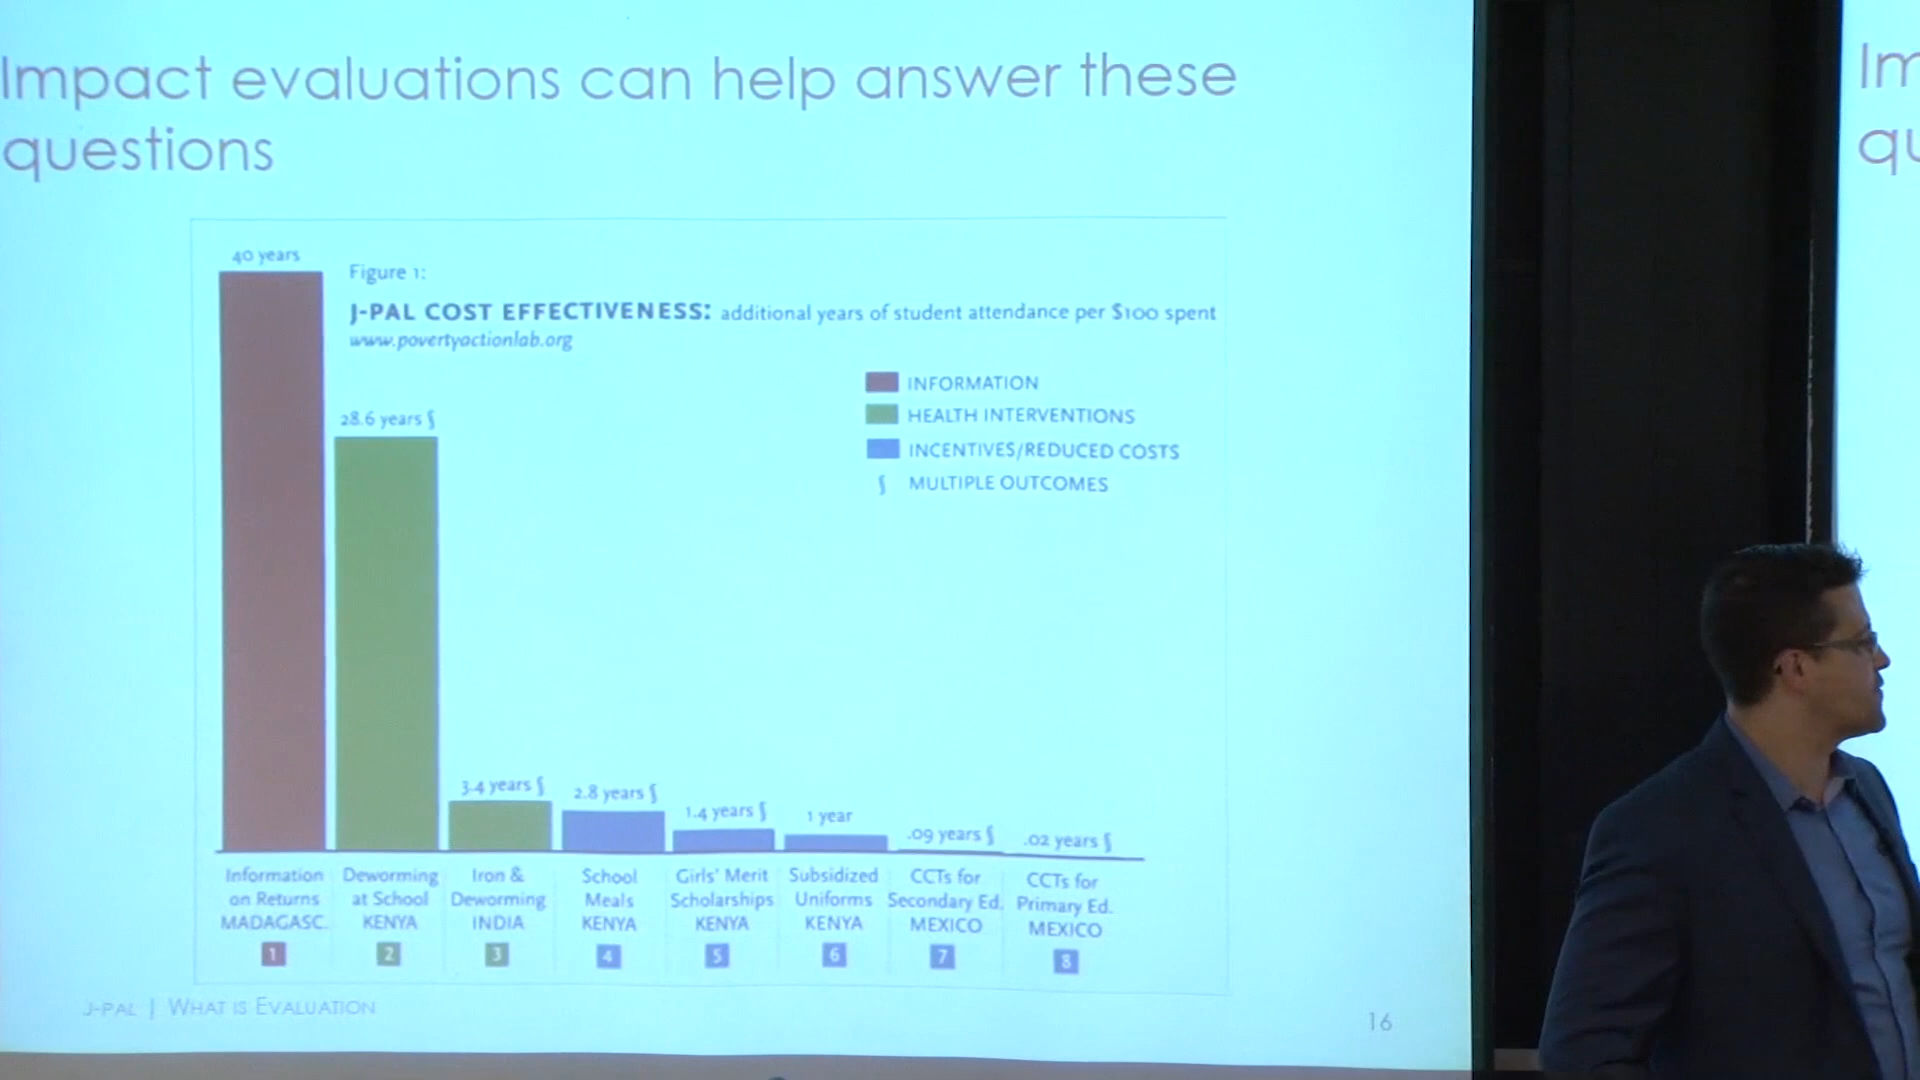 Impact evaluations can help answer these
questions
40 years
Figure 1:
J-PAL COST EFFECTIVENESS: additional years of student attendance per $100 spent
www.povertyactionlab.org
INFORMATION
HEALTH INTERVENTIONS
INCENTIVES/REDUCED COSTS
§ MULTIPLE OUTCOMES
28.6 years §
3.4 years §
2.8 years §
1.4 years §
1 year
.09 years §
.02 years §
Information
on Returns
MADAGASC.
1
Deworming
at School
KENYA
2
Iron &
Deworming
INDIA
3
School
Meals
KENYA
4
Girls' Merit
Scholarships
KENYA
5
Subsidized
Uniforms
KENYA
6
CCTs for
Secondary Ed.
MEXICO
7
CCTs for
Primary Ed.
MEXICO
8
J-PAL | WHAT IS EVALUATION
16
Im
qu